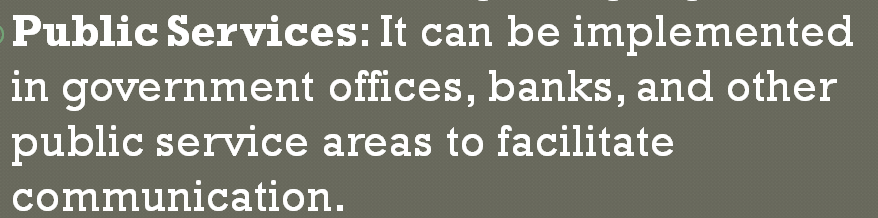 Public Services: It can be implemented
in government offices, banks, and other
public service areas to facilitate
communication.